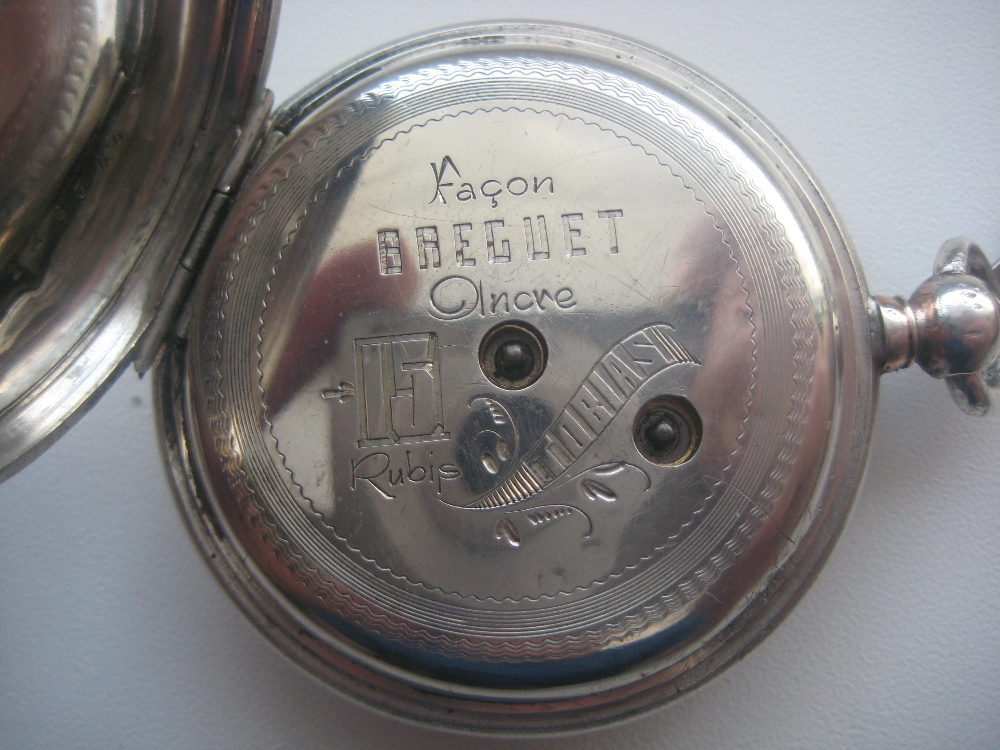 Façon
BREGUET
Ancre
15
Rubis
E. TOBIAS